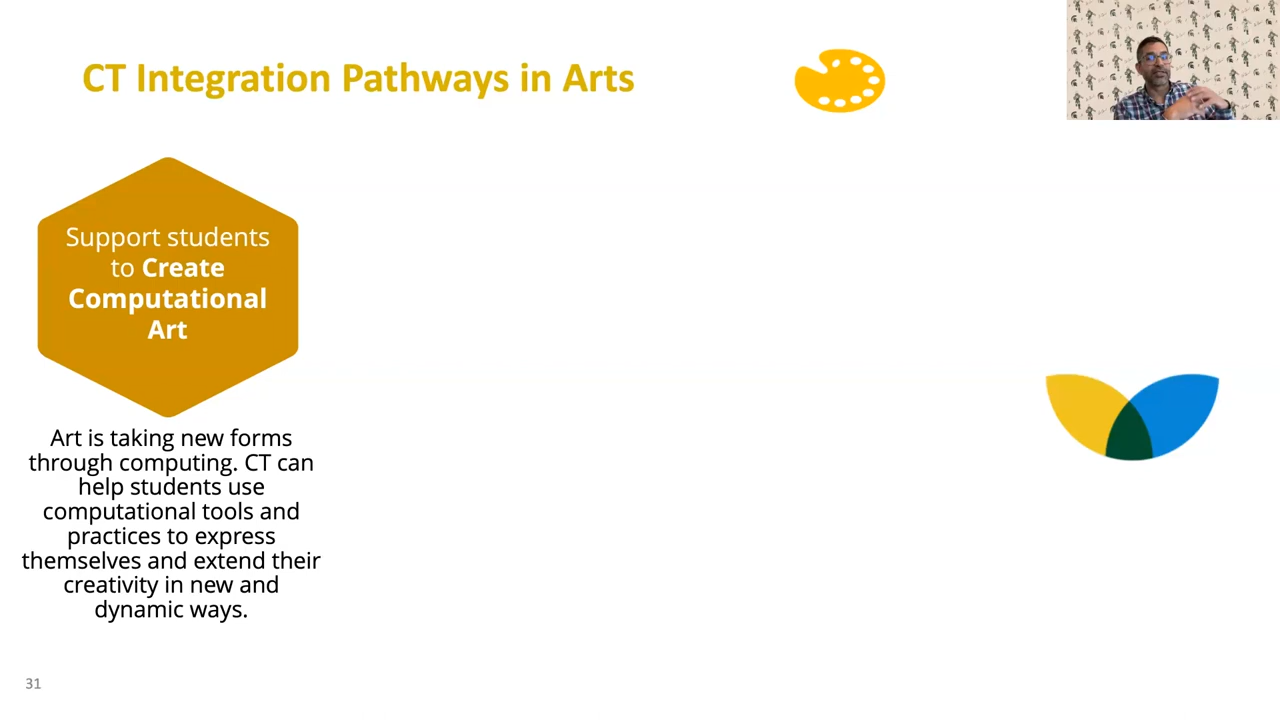 CT Integration Pathways in Arts
Support students
to Create
Computational
Art
Art is taking new forms
through computing. CT can
help students use
computational tools and
practices to express
themselves and extend their
creativity in new and
dynamic ways.
31